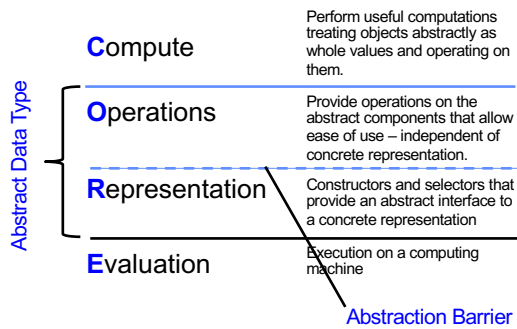 Compute
Perform useful computations
treating objects abstractly as
whole values and operating on
them.
Abstract Data Type
Operations
Provide operations on the
abstract components that allow
ease of use – independent of
concrete representation.
Representation
Constructors and selectors that
provide an abstract interface to
a concrete representation
Evaluation
Execution on a computing
machine
Abstraction Barrier